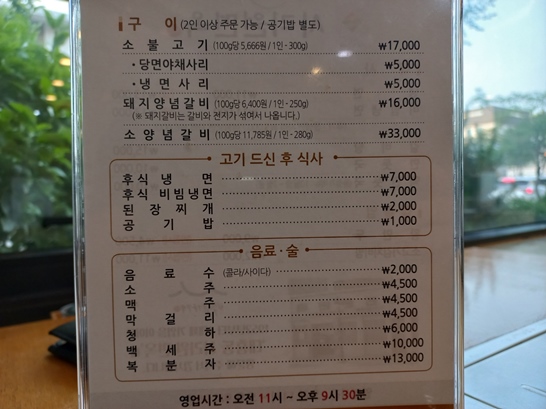 구 이 (2인 이상 주문 가능 / 공기밥 별도)
소 불 고 기 (100g당 5,666원 / 1인 - 300g) ₩17,000
· 당면야채사리 ₩5,000
· 냉 면 사 리 ₩5,000
돼지양념갈비 (100g당 6,400원 / 1인 - 250g) ₩16,000
(※ 돼지갈비는 갈비와 전지가 섞여서 나옵니다.)
소 양 념 갈 비 (100g당 11,785원 / 1인 - 280g) ₩33,000
고기 드신 후 식사
후 식 냉 면 ₩7,000
후식 비빔냉면 ₩7,000
된 장 찌 개 ₩2,000
공 기 밥 ₩1,000
음료 · 술
음 료 수 (콜라/사이다) ₩2,000
소 주 ₩4,500
맥 주 ₩4,500
막 걸 리 ₩4,500
청 하 ₩6,000
백 세 주 ₩10,000
복 분 자 ₩13,000
영업시간 : 오전 11시 ~ 오후 9시 30분